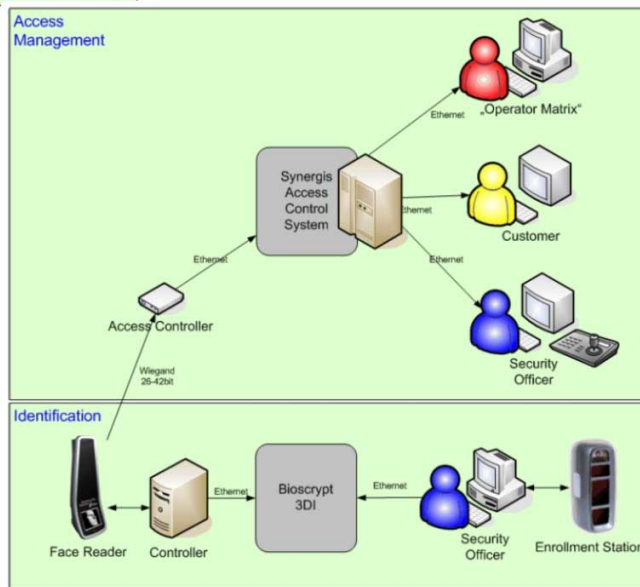 Access
Management
Ethernet
„Operator Matrix“
Synergis
Access
Control
System
Ethernet
Customer
Ethernet
Ethernet
Access Controller
Security
Officer
Wiegand
26-42bit
Identification
Ethernet
Bioscrypt
3DI
Ethernet
Face Reader
Controller
Security
Officer
Enrollment Station